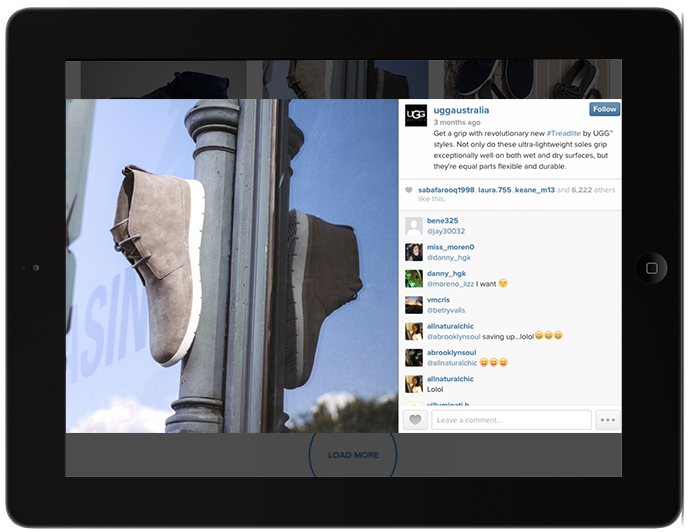 UGG
uggaustralia
Follow
3 months ago
Get a grip with revolutionary new #Treadlite by UGG™
styles. Not only do these ultra-lightweight soles grip
exceptionally well on both wet and dry surfaces, but
they're equal parts flexible and durable.
sabafarooq1998, laura.755, keane_m13 and 6,222 others
like this.
bene325
@jay30032
miss_moren0
@danny_hgk
danny_hgk
@moreno_lizz I want 😚
vmcris
@betryvalls
allnaturalchic
@abrooklynsoul saving up...lolol😄😄😄
abrooklynsoul
@allnaturalchic 😝😝😝
allnaturalchic
Lolol
Leave a comment...
LOAD MORE
ASIN